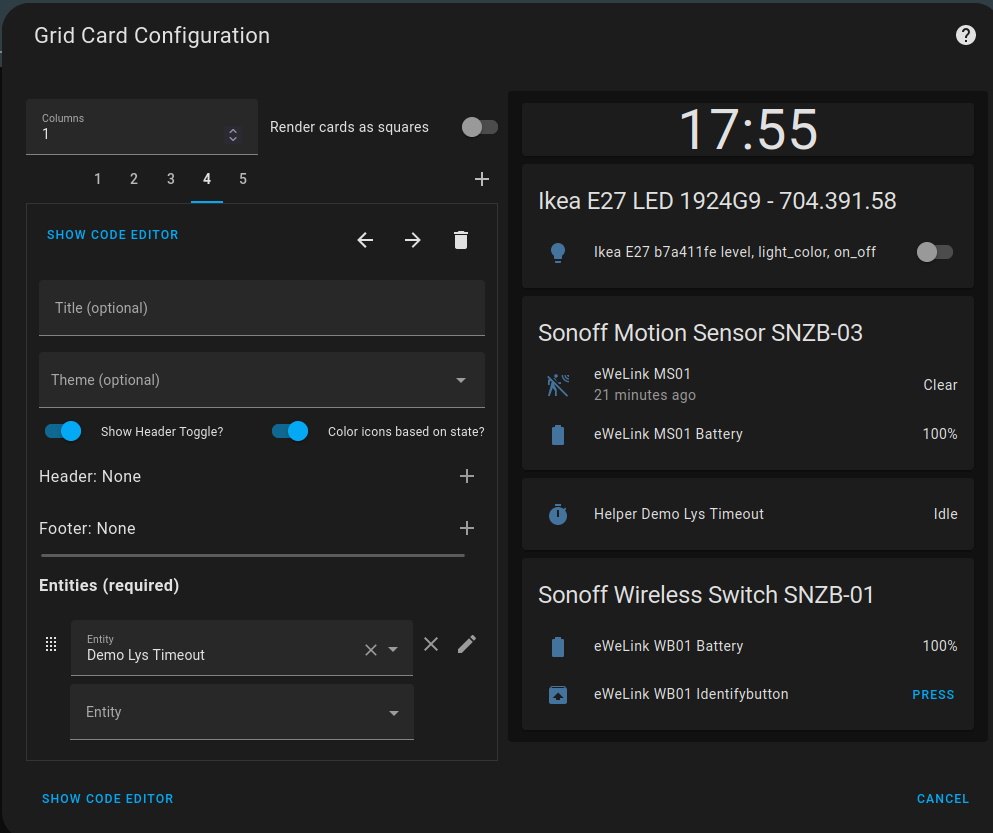 Grid Card Configuration
Columns
1
Render cards as squares
1 2 3 4 5
SHOW CODE EDITOR
Title (optional)
Theme (optional)
Show Header Toggle? Color icons based on state?
Header: None
Footer: None
Entities (required)
Entity
Demo Lys Timeout
Entity
SHOW CODE EDITOR
17:55
Ikea E27 LED 1924G9 - 704.391.58
Ikea E27 b7a411fe level, light_color, on_off
Sonoff Motion Sensor SNZB-03
eWeLink MS01
21 minutes ago
Clear
eWeLink MS01 Battery 100%
Helper Demo Lys Timeout Idle
Sonoff Wireless Switch SNZB-01
eWeLink WB01 Battery 100%
eWeLink WB01 Identifybutton PRESS
CANCEL